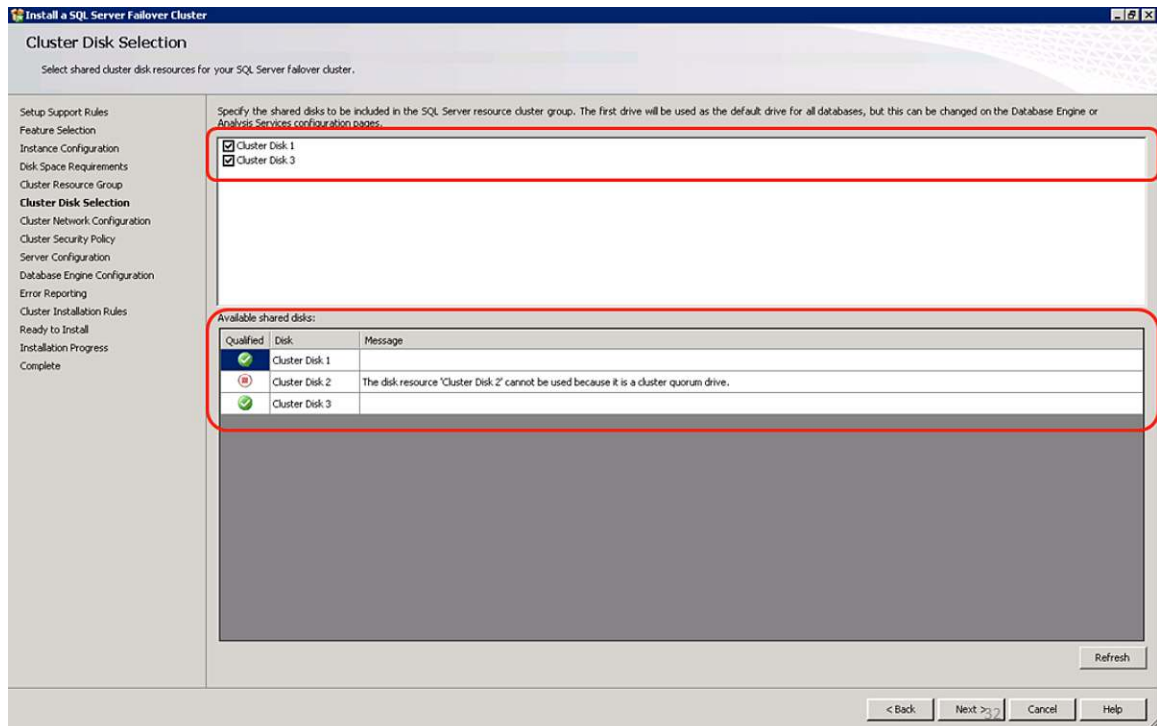 Install a SQL Server Failover Cluster
Cluster Disk Selection
Select shared cluster disk resources for your SQL Server failover cluster.
Setup Support Rules
Feature Selection
Instance Configuration
Disk Space Requirements
Cluster Resource Group
Cluster Disk Selection
Cluster Network Configuration
Cluster Security Policy
Server Configuration
Database Engine Configuration
Error Reporting
Cluster Installation Rules
Ready to Install
Installation Progress
Complete
Specify the shared disks to be included in the SQL Server resource cluster group. The first drive will be used as the default drive for all databases, but this can be changed on the Database Engine or
Analysis Services configuration pages.
Cluster Disk 1
Cluster Disk 3
Available shared disks:
Qualified Disk Message
Cluster Disk 1
Cluster Disk 2 The disk resource 'Cluster Disk 2' cannot be used because it is a cluster quorum drive.
Cluster Disk 3
Refresh
< Back Next > 32 Cancel Help